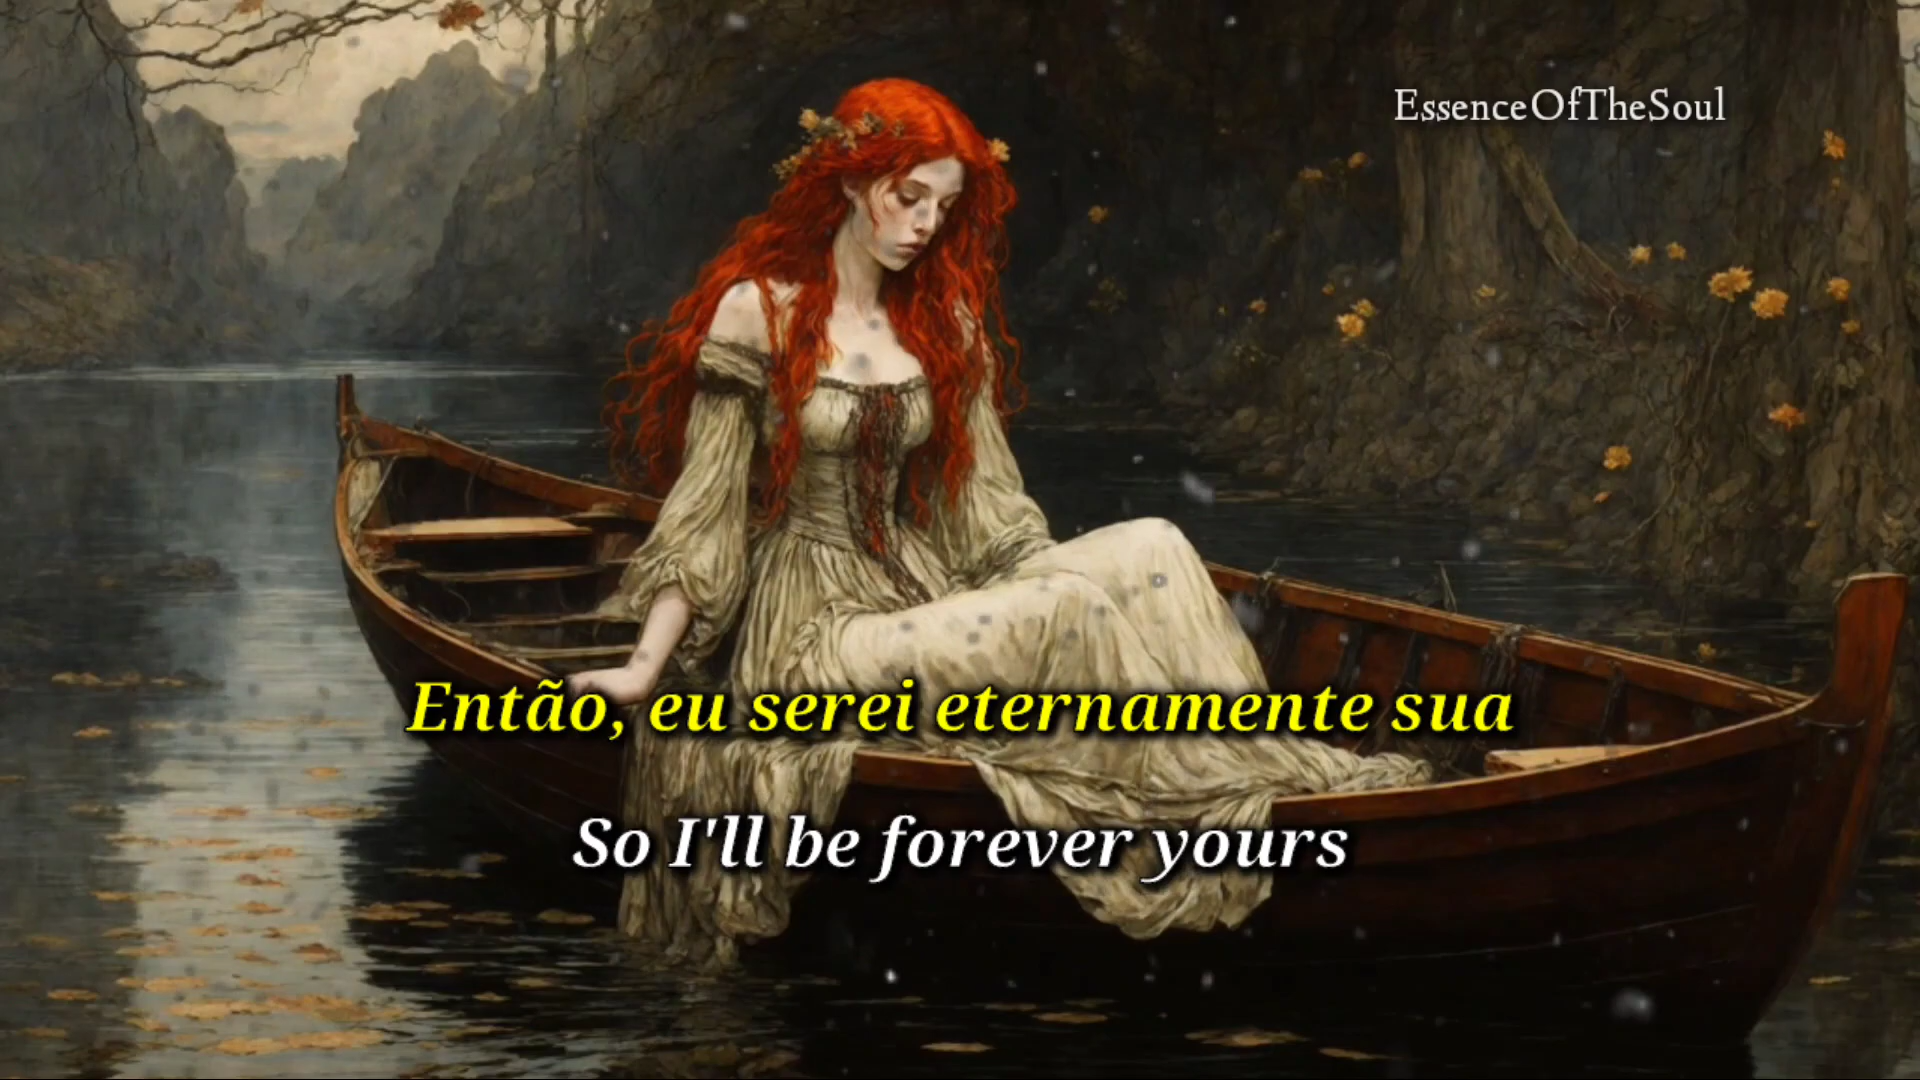 EssenceOfTheSoul
Então, eu serei eternamente sua
So I'll be forever yours